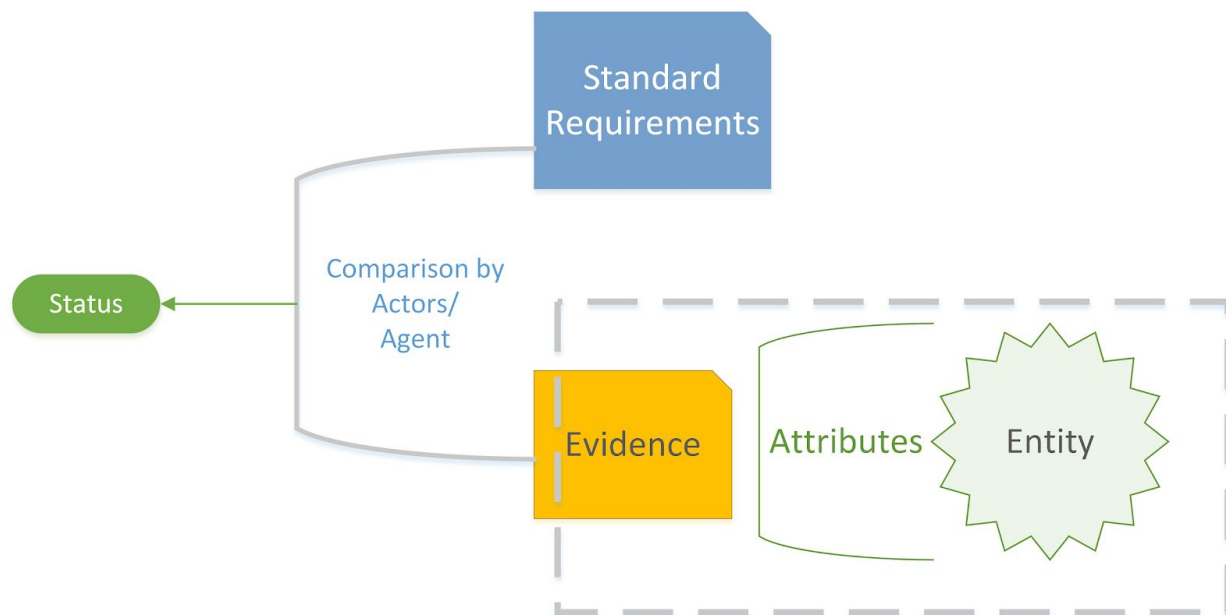 Standard
Requirements
Comparison by
Actors/
Agent
Status
Evidence
Attributes
Entity